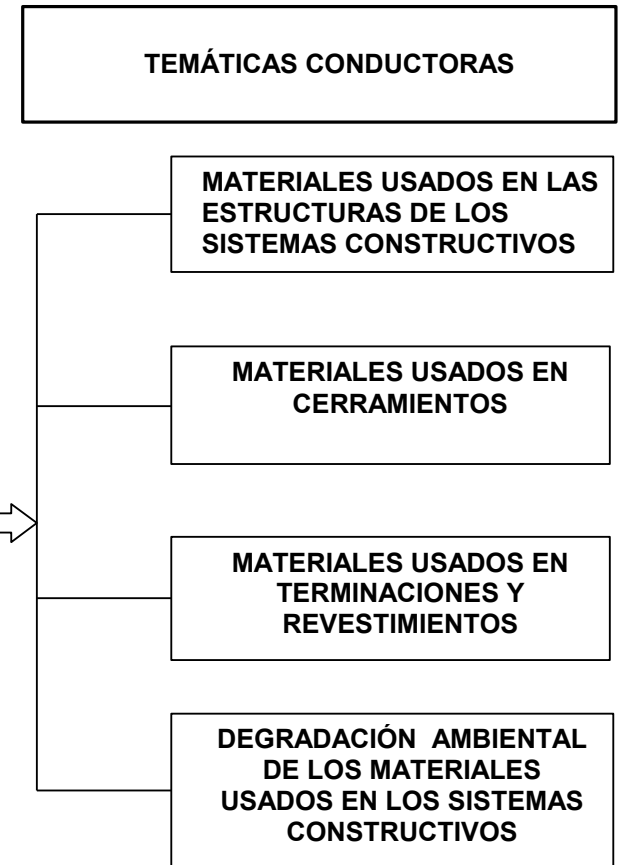 TEMÁTICAS CONDUCTORAS
MATERIALES USADOS EN LAS
ESTRUCTURAS DE LOS
SISTEMAS CONSTRUCTIVOS
MATERIALES USADOS EN
CERRAMIENTOS
MATERIALES USADOS EN
TERMINACIONES Y
REVESTIMIENTOS
DEGRADACIÓN AMBIENTAL
DE LOS MATERIALES
USADOS EN LOS SISTEMAS
CONSTRUCTIVOS